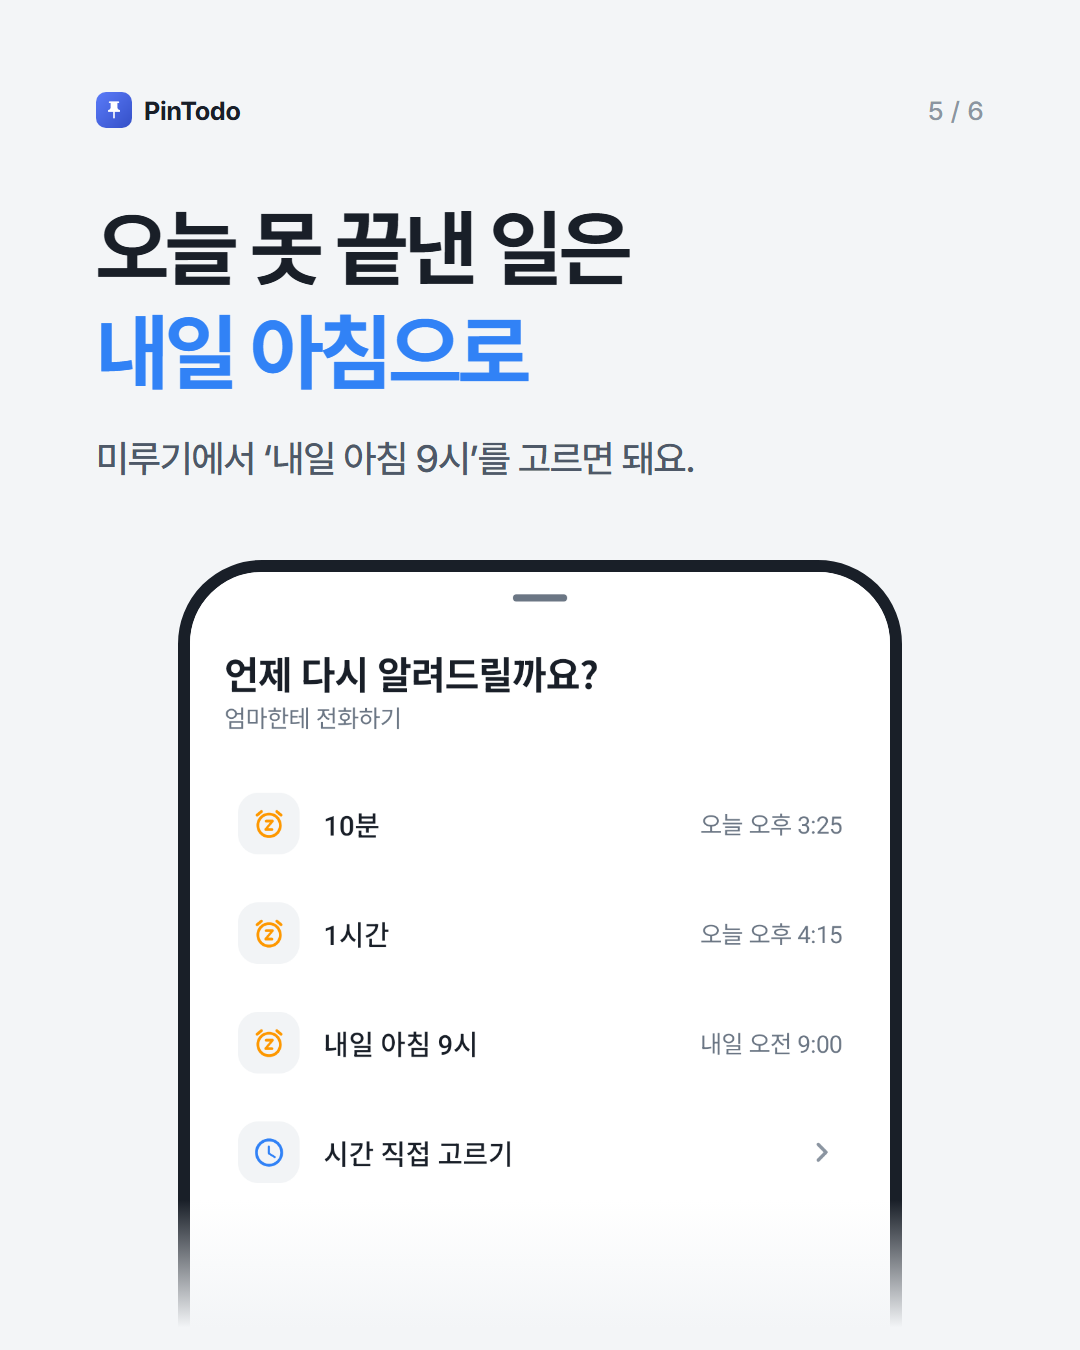 PinTodo
5 / 6
오늘 못 끝낸 일은
내일 아침으로
미루기에서 ‘내일 아침 9시’를 고르면 돼요.
언제 다시 알려드릴까요?
엄마한테 전화하기
10분 오늘 오후 3:25
1시간 오늘 오후 4:15
내일 아침 9시 내일 오전 9:00
시간 직접 고르기